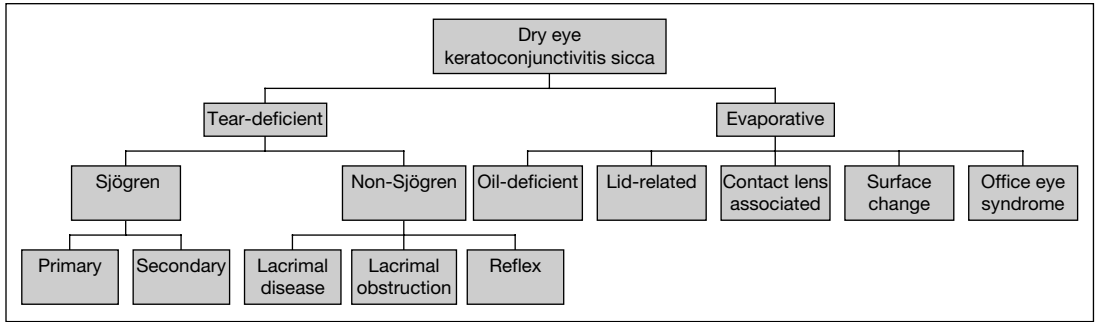 Dry eye
keratoconjunctivitis sicca
Tear-deficient
Evaporative
Sjögren
Non-Sjögren
Oil-deficient
Lid-related
Contact lens
associated
Surface
change
Office eye
syndrome
Primary
Secondary
Lacrimal
disease
Lacrimal
obstruction
Reflex